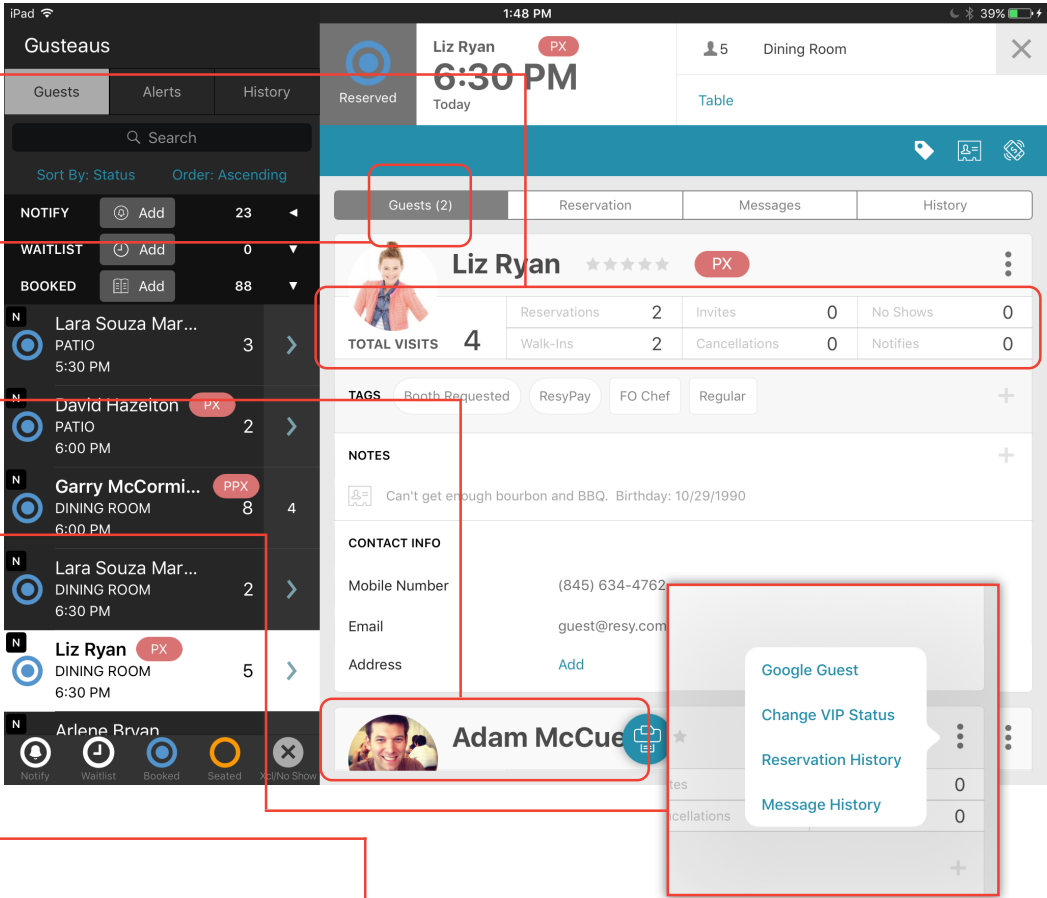 iPad 1:48 PM 39%
Gusteaus
Guests Alerts History
Search
Sort By: Status Order: Ascending
NOTIFY Add 23
WAITLIST Add 0
BOOKED Add 88
N
Lara Souza Mar...
PATIO 3
5:30 PM
N
David Hazelton PX
PATIO 2
6:00 PM
N
Garry McCormi... PPX
DINING ROOM 8 4
6:00 PM
N
Lara Souza Mar...
DINING ROOM 2
6:30 PM
N
Liz Ryan PX
DINING ROOM 5
6:30 PM
N
Arlene Bryan
Notify Waitlist Booked Seated Xcl/No Show
Reserved
Liz Ryan PX
6:30 PM
Today
5 Dining Room
Table
Guests (2) Reservation Messages History
Liz Ryan PX
TOTAL VISITS 4
Reservations 2 Invites 0 No Shows 0
Walk-Ins 2 Cancellations 0 Notifies 0
TAGS Booth Requested ResyPay FO Chef Regular
NOTES
Can't get enough bourbon and BBQ. Birthday: 10/29/1990
CONTACT INFO
Mobile Number (845) 634-4762
Email guest@resy.com
Address Add
Adam McCue
Google Guest
Change VIP Status
Reservation History
Message History
tes 0
cellations 0